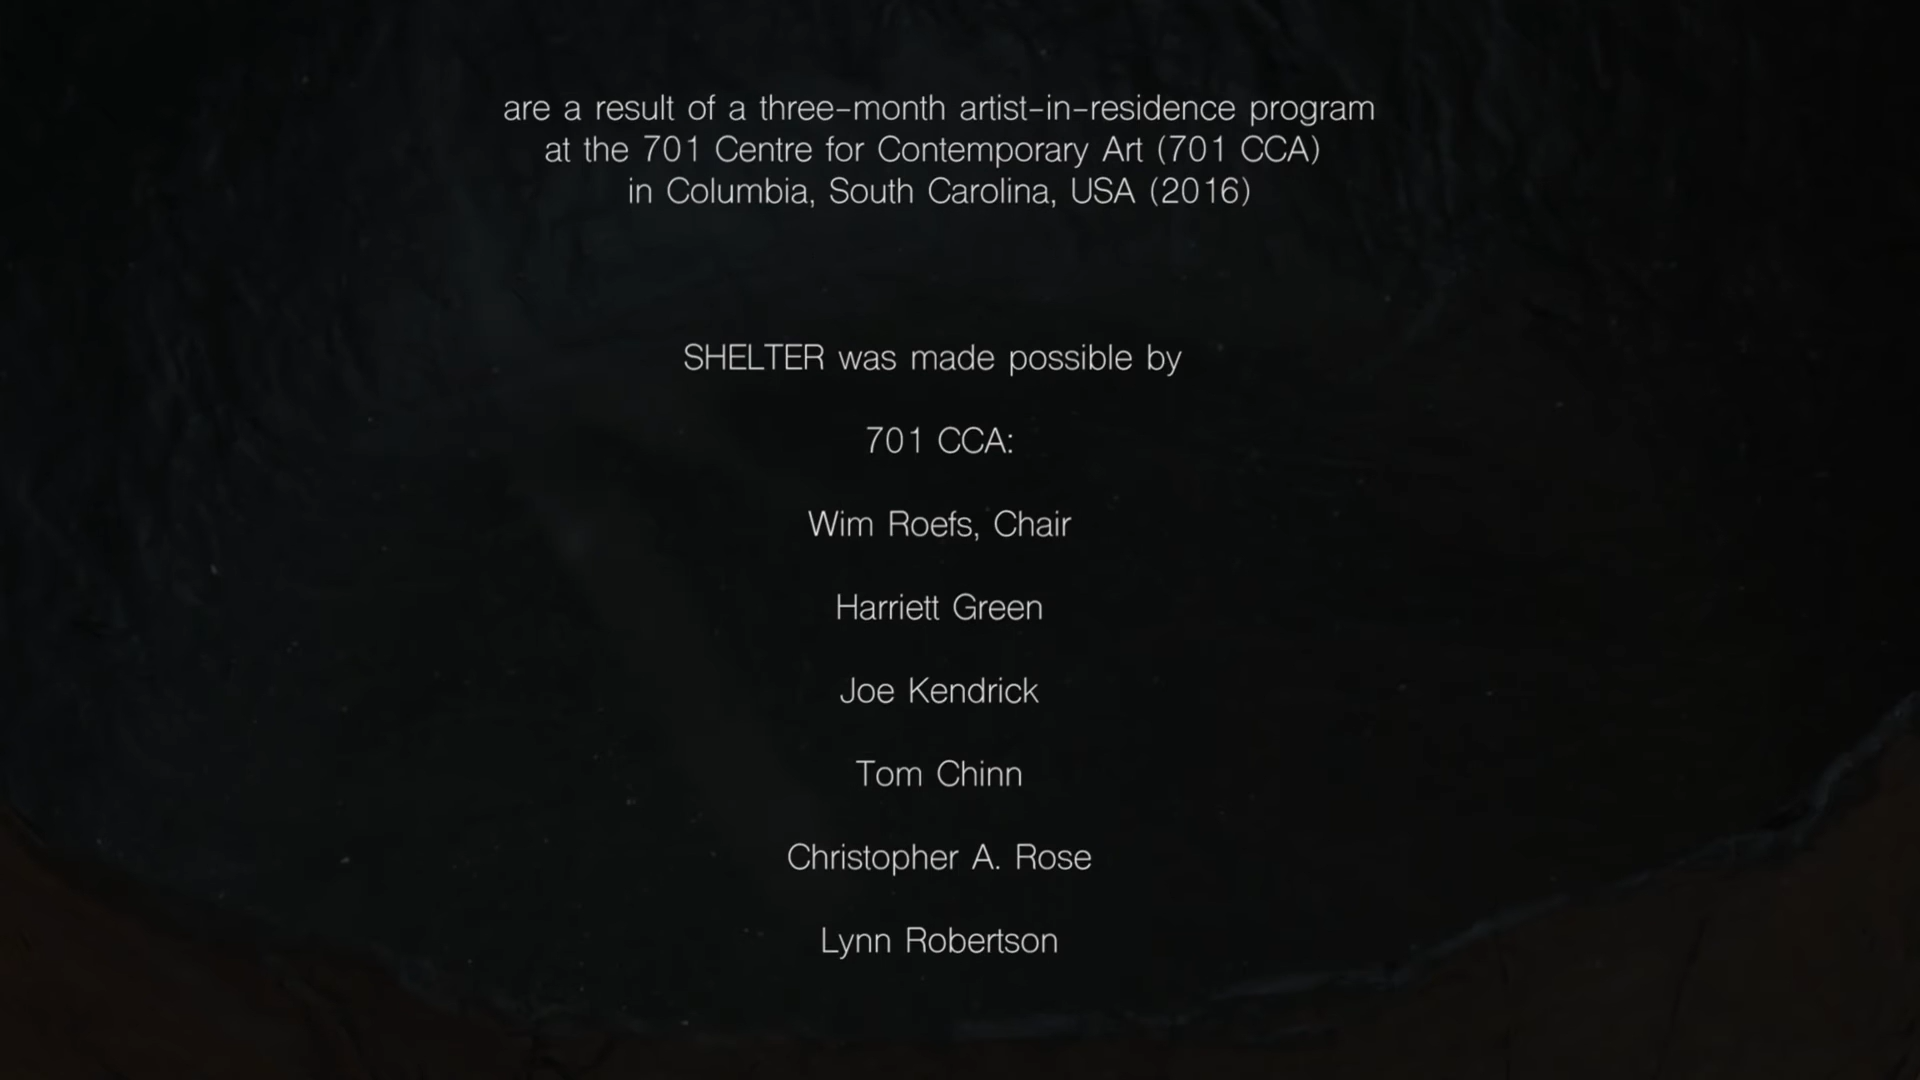 are a result of a three-month artist-in-residence program
at the 701 Centre for Contemporary Art (701 CCA)
in Columbia, South Carolina, USA (2016)
SHELTER was made possible by
701 CCA:
Wim Roefs, Chair
Harriett Green
Joe Kendrick
Tom Chinn
Christopher A. Rose
Lynn Robertson